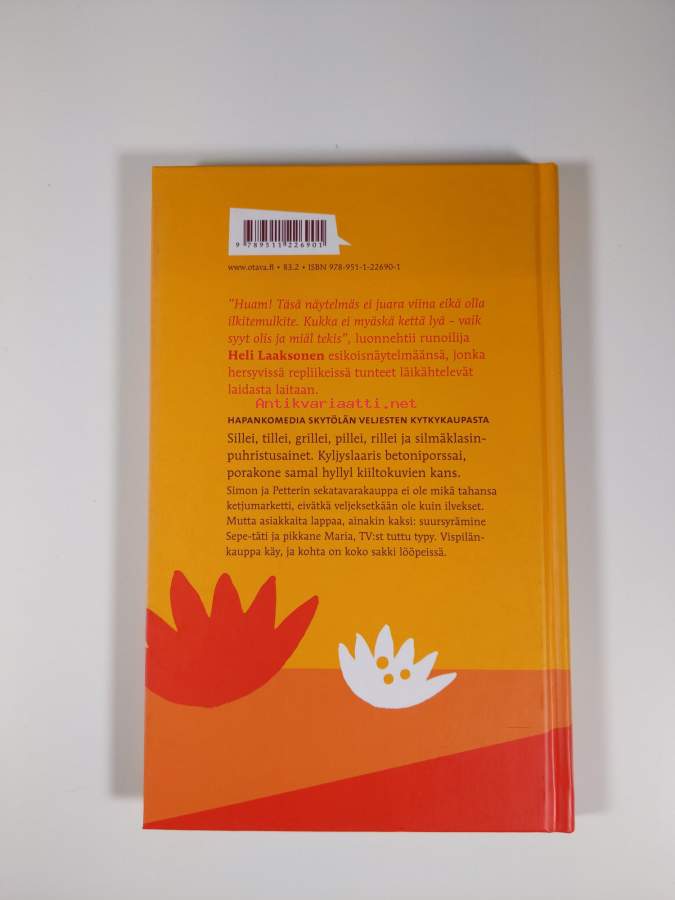 9 789511 226901
www.otava.fi • 83.2 • ISBN 978-951-1-22690-1
"Huam! Täsä näytelmäs ei juara viina eikä olla
ilkitemulkite. Kukka ei myäskä kettä lyä – vaik
syyt olis ja miäl tekis", luonnehtii runoilija
Heli Laaksonen esikoisnäytelmäänsä, jonka
hersyvissä repliikeissä tunteet läikähtelevät
laidasta laitaan.
Antikvariaatti.net
HAPANKOMEDIA SKYTÖLÄN VELJESTEN KYTKYKAUPASTA
Sillei, tillei, grillei, pillei, rillei ja silmäklasin-
puhristusainet. Kyljyslaaris betoniporssai,
porakone samal hyllyl kiiltokuvien kans.
Simon ja Petterin sekatavarakauppa ei ole mikä tahansa
ketjumarketti, eivätkä veljeksetkään ole kuin ilvekset.
Mutta asiakkaita lappaa, ainakin kaksi: suursyrämine
Sepe-täti ja pikkane Maria, TV:st tuttu typy. Vispilän-
kauppa käy, ja kohta on koko sakki lööpeissä.